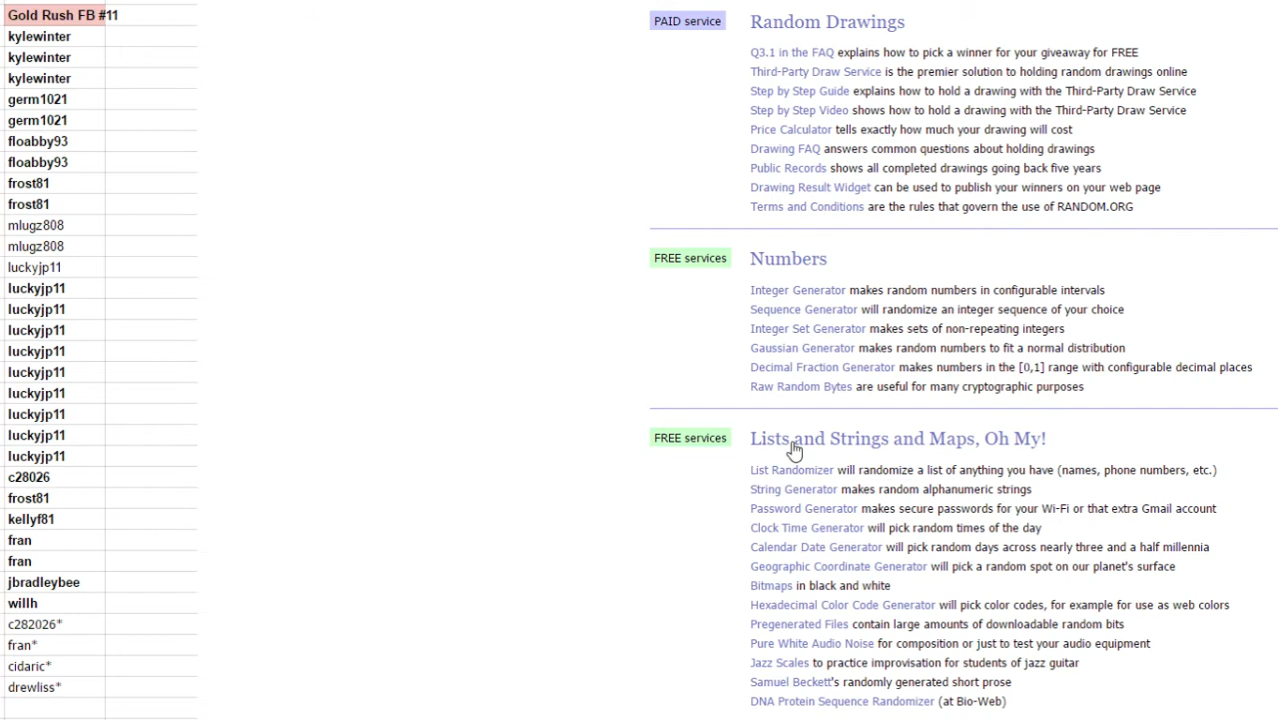 Gold Rush FB #11
kylewinter
kylewinter
kylewinter
germ1021
germ1021
floabby93
floabby93
frost81
frost81
mlugz808
mlugz808
luckyjp11
luckyjp11
luckyjp11
luckyjp11
luckyjp11
luckyjp11
luckyjp11
luckyjp11
luckyjp11
luckyjp11
c28026
frost81
kellyf81
fran
fran
jbradleybee
willh
c282026*
fran*
cidaric*
drewliss*
PAID service
Random Drawings
Q3.1 in the FAQ explains how to pick a winner for your giveaway for FREE
Third-Party Draw Service is the premier solution to holding random drawings online
Step by Step Guide explains how to hold a drawing with the Third-Party Draw Service
Step by Step Video shows how to hold a drawing with the Third-Party Draw Service
Price Calculator tells exactly how much your drawing will cost
Drawing FAQ answers common questions about holding drawings
Public Records shows all completed drawings going back five years
Drawing Result Widget can be used to publish your winners on your web page
Terms and Conditions are the rules that govern the use of RANDOM.ORG
FREE services
Numbers
Integer Generator makes random numbers in configurable intervals
Sequence Generator will randomize an integer sequence of your choice
Integer Set Generator makes sets of non-repeating integers
Gaussian Generator makes random numbers to fit a normal distribution
Decimal Fraction Generator makes numbers in the [0,1] range with configurable decimal places
Raw Random Bytes are useful for many cryptographic purposes
FREE services
Lists and Strings and Maps, Oh My!
List Randomizer will randomize a list of anything you have (names, phone numbers, etc.)
String Generator makes random alphanumeric strings
Password Generator makes secure passwords for your Wi-Fi or that extra Gmail account
Clock Time Generator will pick random times of the day
Calendar Date Generator will pick random days across nearly three and a half millennia
Geographic Coordinate Generator will pick a random spot on our planet's surface
Bitmaps in black and white
Hexadecimal Color Code Generator will pick color codes, for example for use as web colors
Pregenerated Files contain large amounts of downloadable random bits
Pure White Audio Noise for composition or just to test your audio equipment
Jazz Scales to practice improvisation for students of jazz guitar
Samuel Beckett's randomly generated short prose
DNA Protein Sequence Randomizer (at Bio-Web)